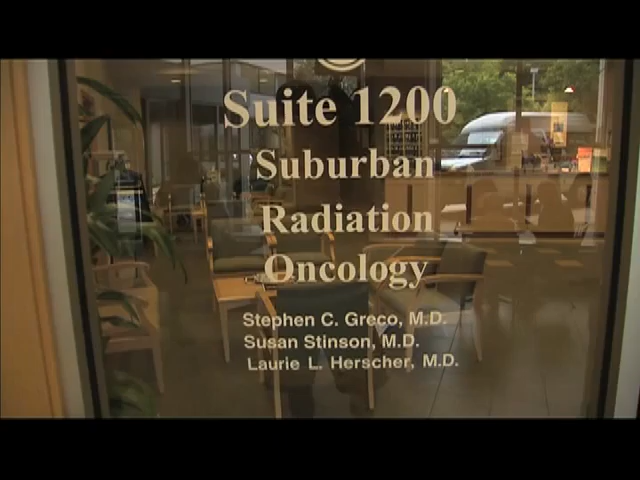 Suite 1200
Suburban
Radiation
Oncology
Stephen C. Greco, M.D.
Susan Stinson, M.D.
Laurie L. Herscher, M.D.